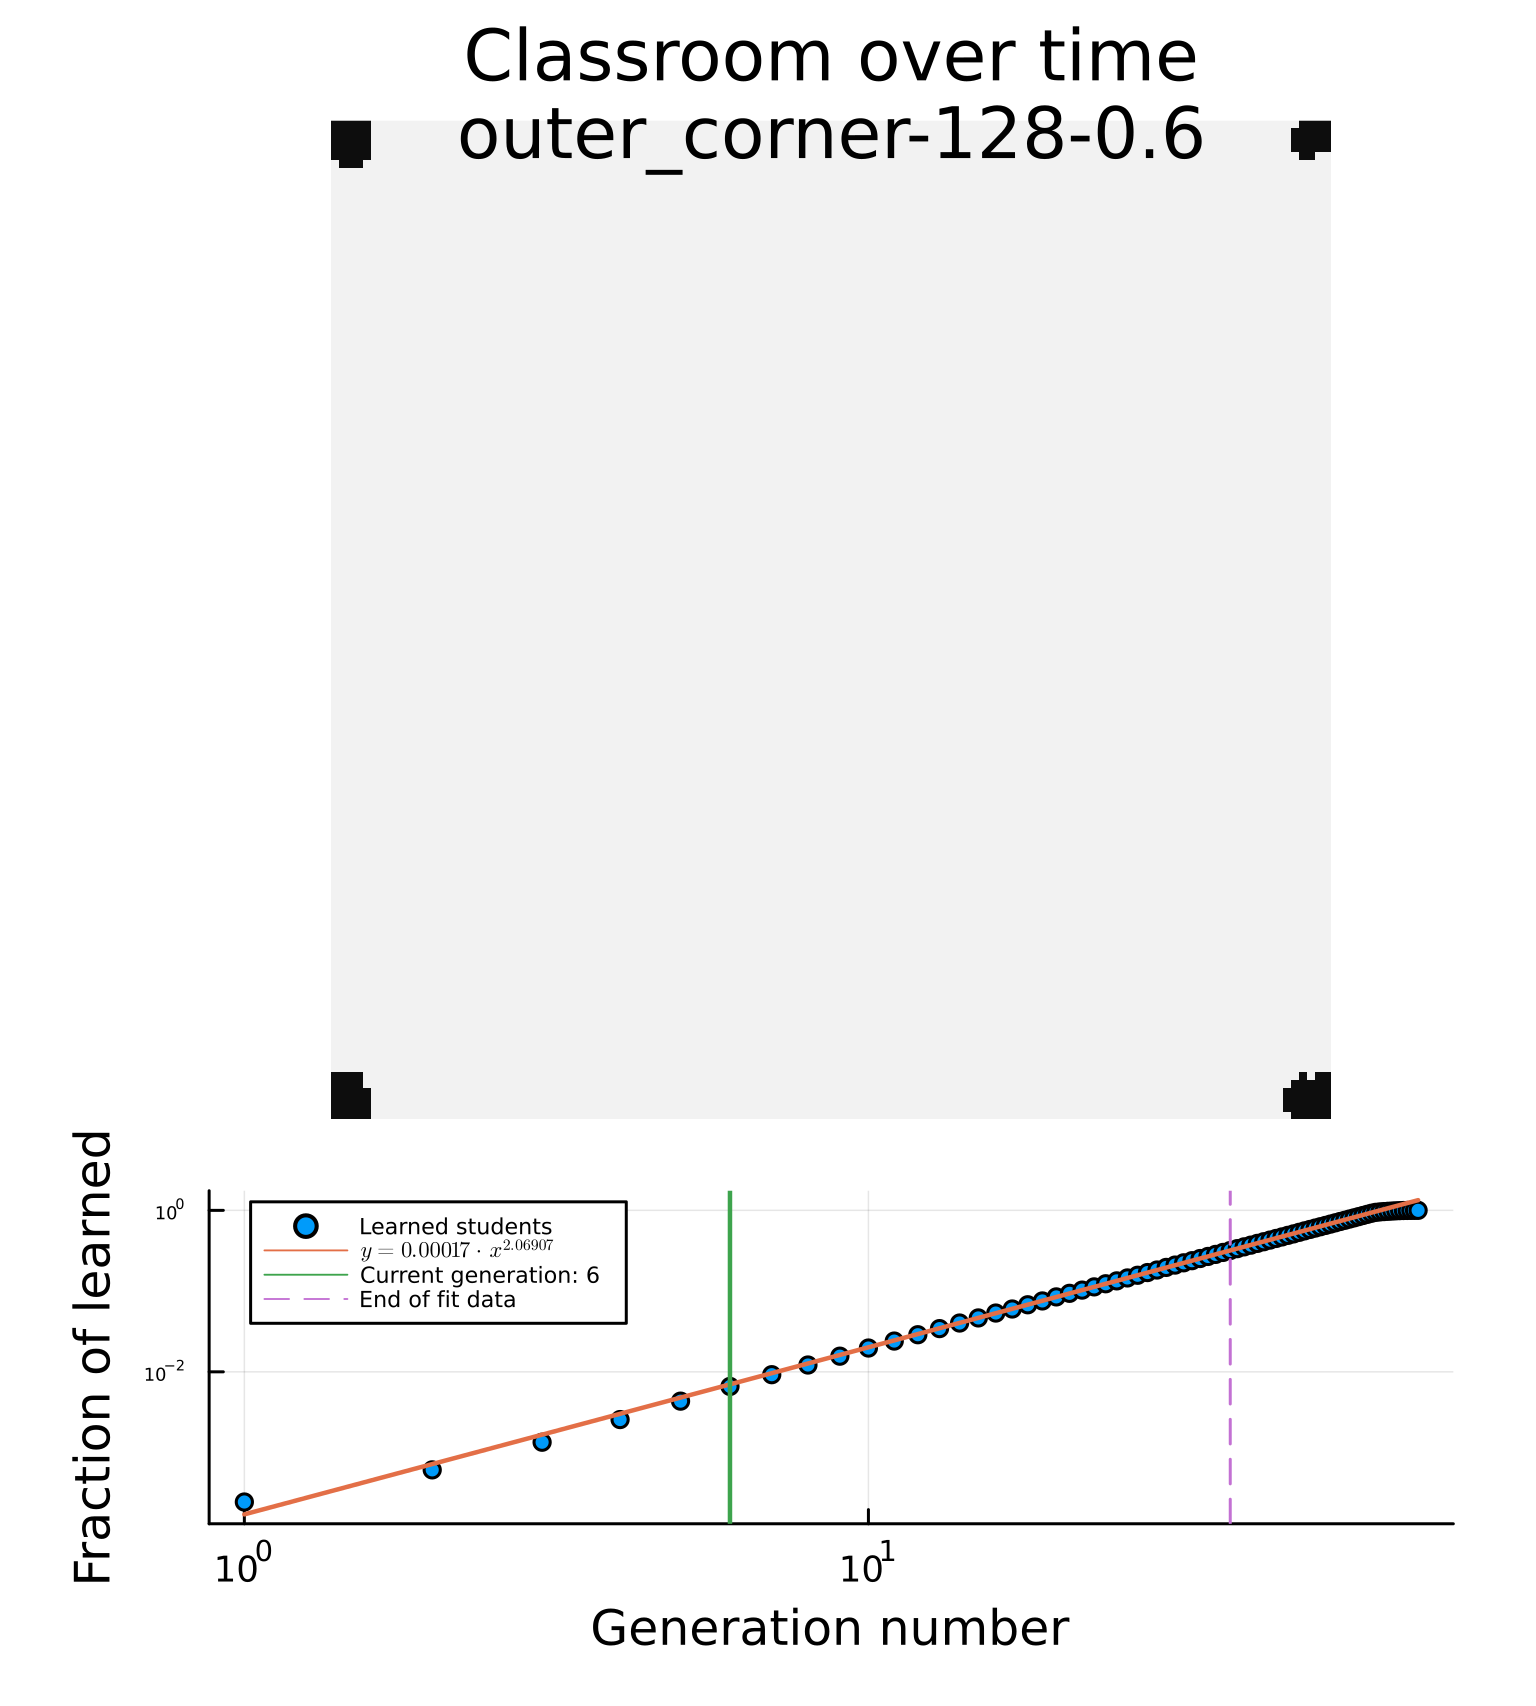 Classroom over time
outer_corner-128-0.6
Fraction of learned
10^0
10^−2
Learned students
y = 0.00017 · x^2.06907
Current generation: 6
End of fit data
10^0
10^1
Generation number